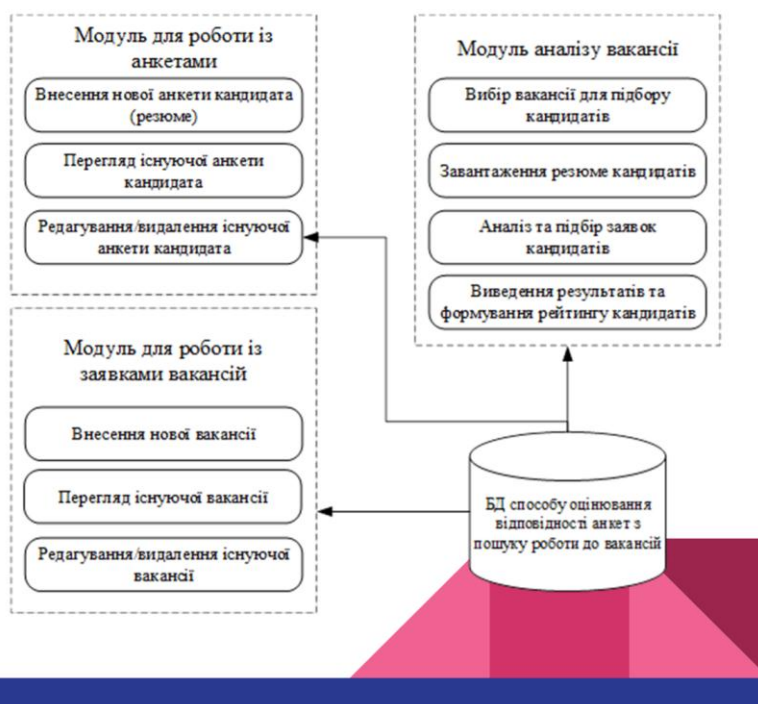 Модуль для роботи із
анкетами
Внесення нової анкети кандидата
(резюме)
Перегляд існуючої анкети
кандидата
Редагування/видалення існуючої
анкети кандидата
Модуль для роботи із
заявками вакансій
Внесення нової вакансії
Перегляд існуючої вакансії
Редагування/видалення існуючої
вакансії
Модуль аналізу вакансії
Вибір вакансії для підбору
кандидатів
Завантаження резюме кандидатів
Аналіз та підбір заявок
кандидатів
Виведення результатів та
формування рейтингу кандидатів
БД способу оцінювання
відповідності анкет з
пошуку роботи до вакансій